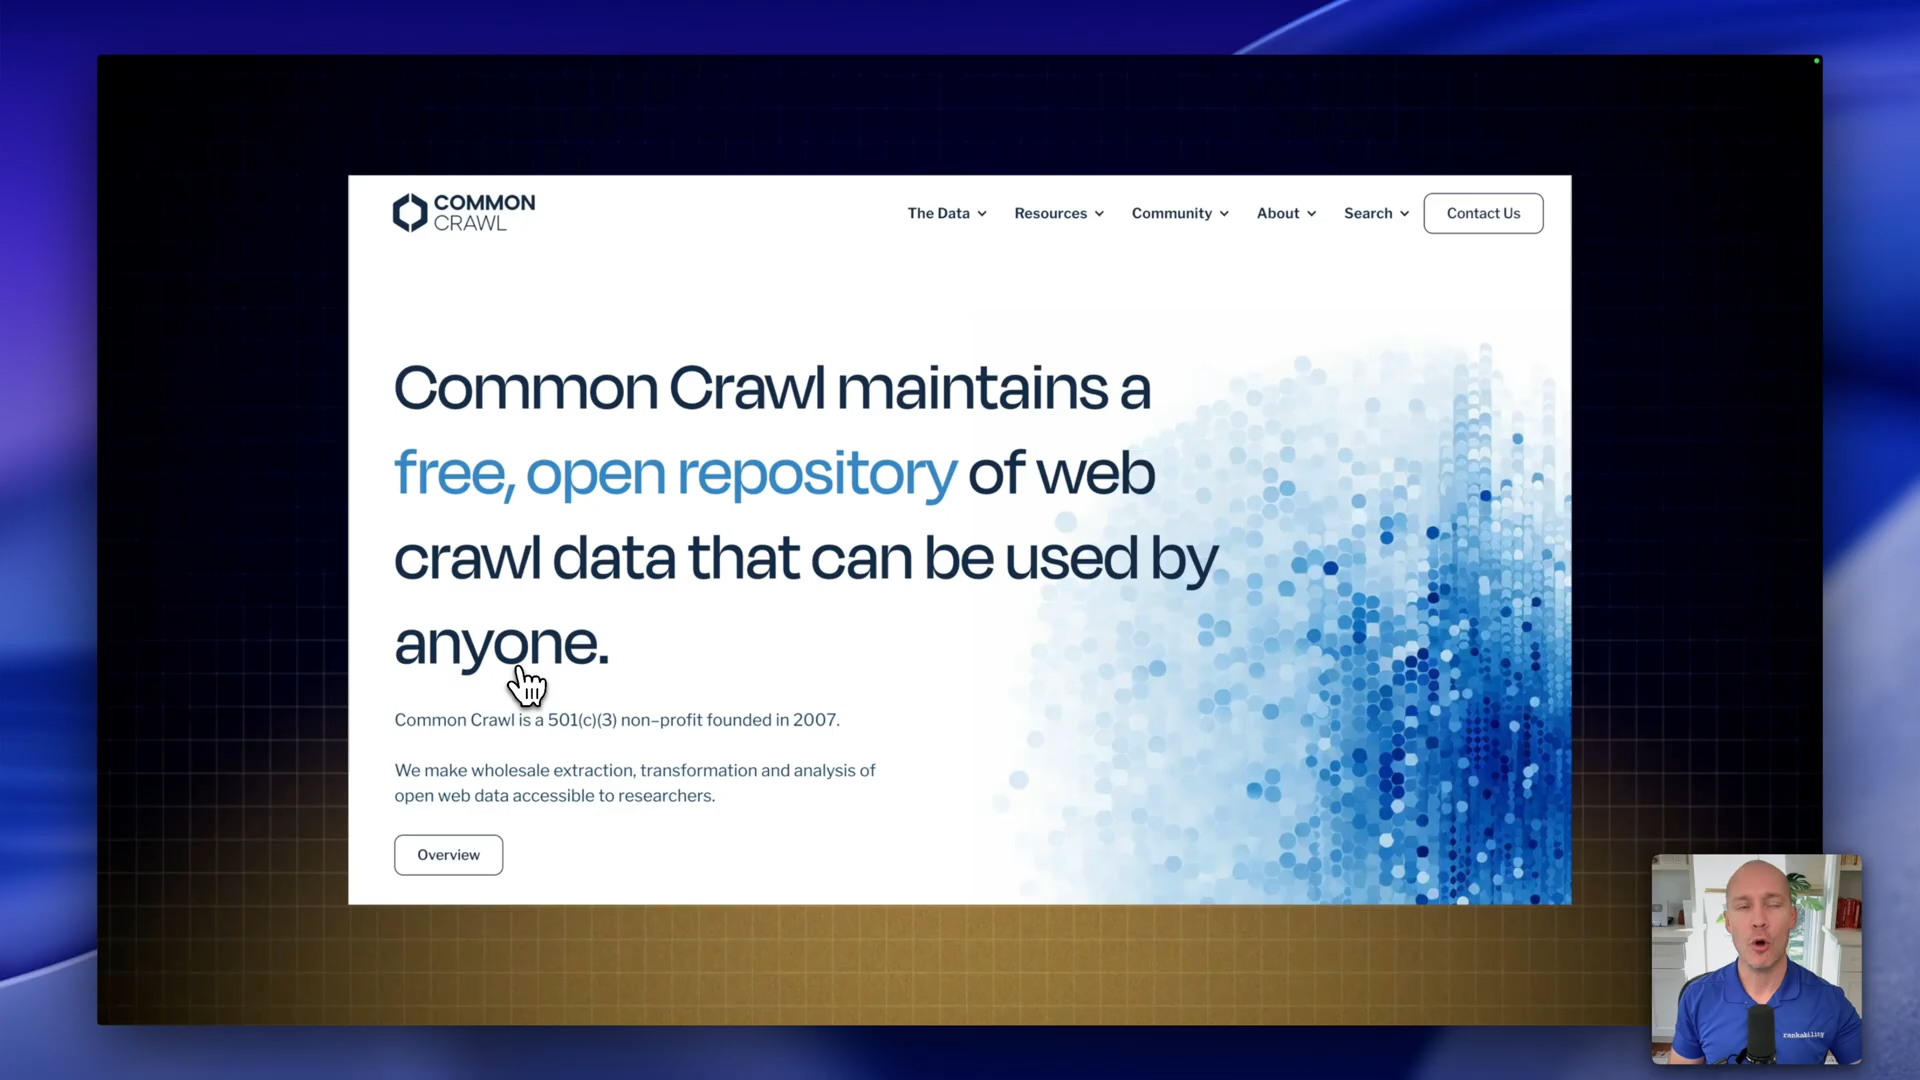 COMMON
CRAWL
The Data
Resources
Community
About
Search
Contact Us
Common Crawl maintains a
free, open repository of web
crawl data that can be used by
anyone.
Common Crawl is a 501(c)(3) non–profit founded in 2007.
We make wholesale extraction, transformation and analysis of
open web data accessible to researchers.
Overview
rankability